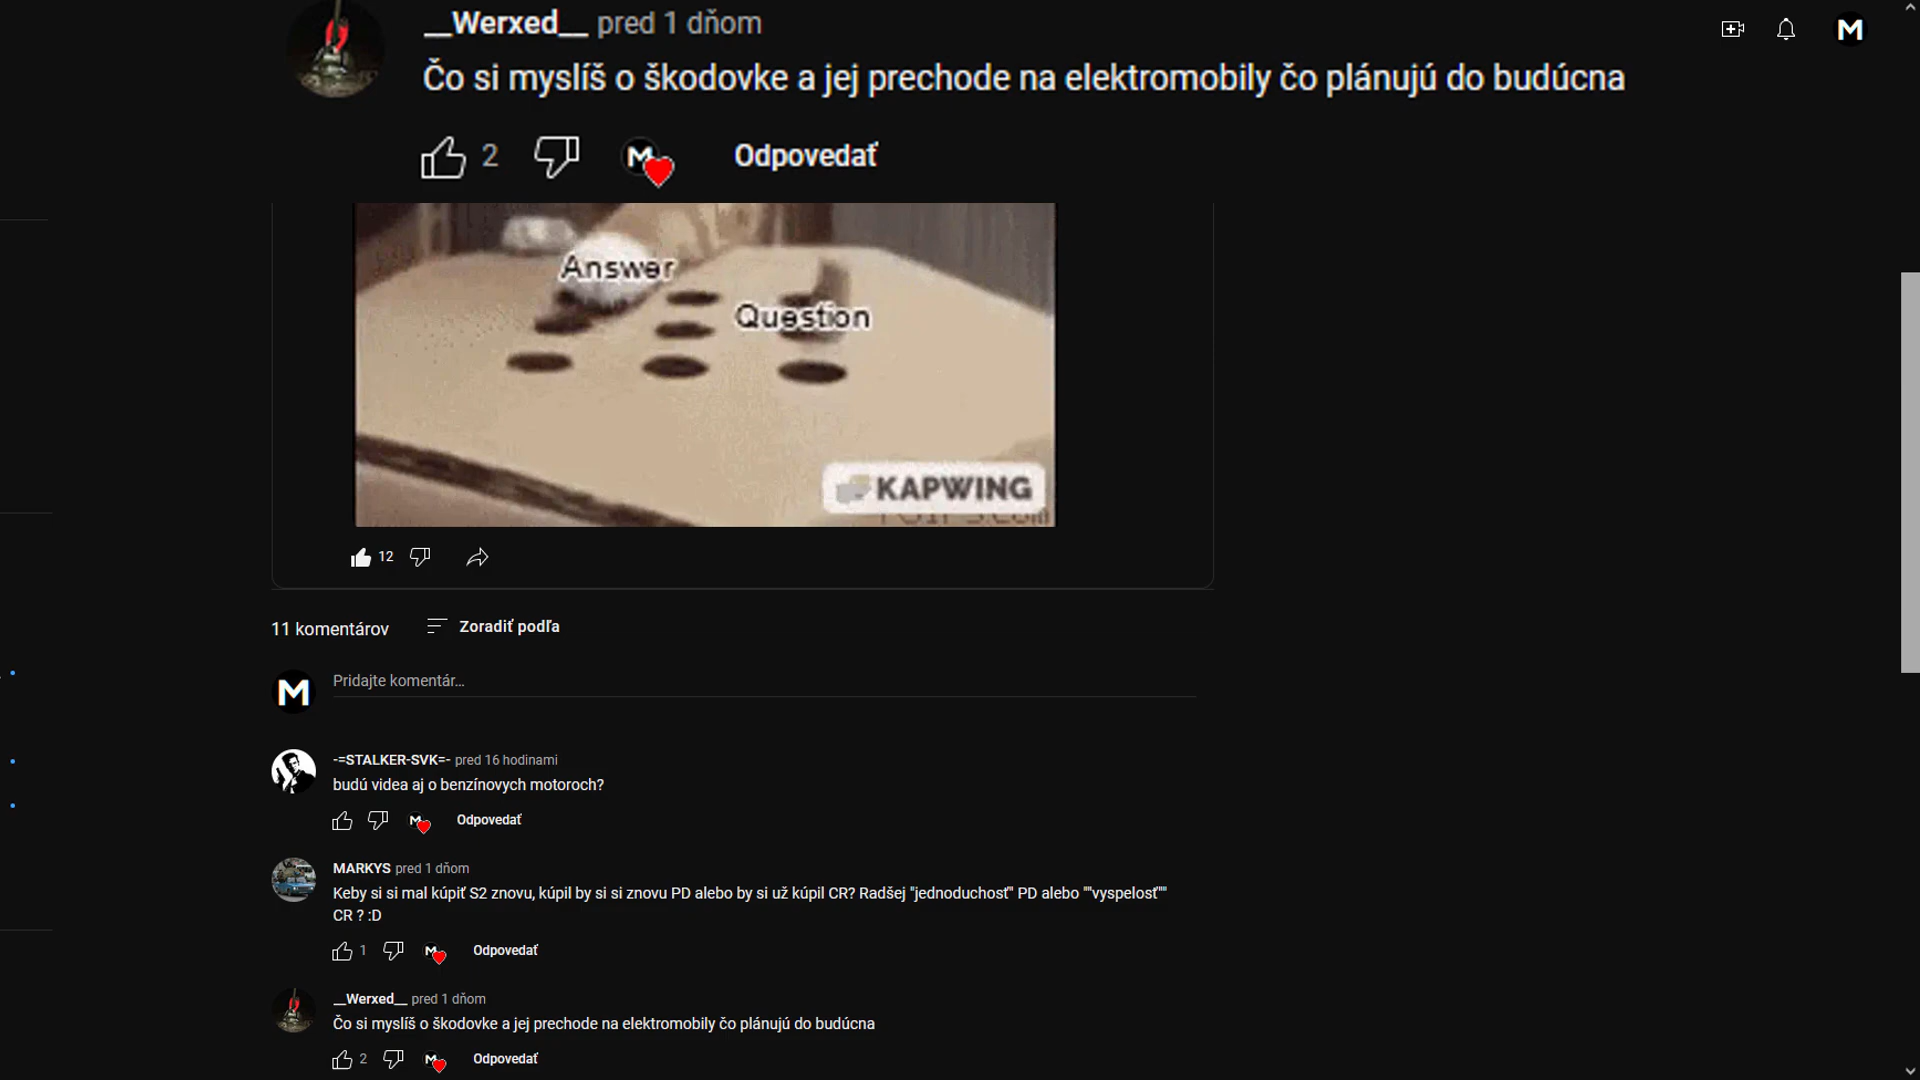 __Werxed__ pred 1 dňom
Čo si myslíš o škodovke a jej prechode na elektromobily čo plánujú do budúcna
2
Odpovedať
M
Answer
Question
KAPWING
12
11 komentárov
Zoradiť podľa
M
Pridajte komentár...
-=STALKER-SVK=- pred 16 hodinami
budú videa aj o benzínovych motoroch?
Odpovedať
MARKYS pred 1 dňom
Keby si si mal kúpiť S2 znovu, kúpil by si si znovu PD alebo by si už kúpil CR? Radšej "jednoduchosť" PD alebo ""vyspelosť""
CR ? :D
1
Odpovedať
__Werxed__ pred 1 dňom
Čo si myslíš o škodovke a jej prechode na elektromobily čo plánujú do budúcna
2
Odpovedať